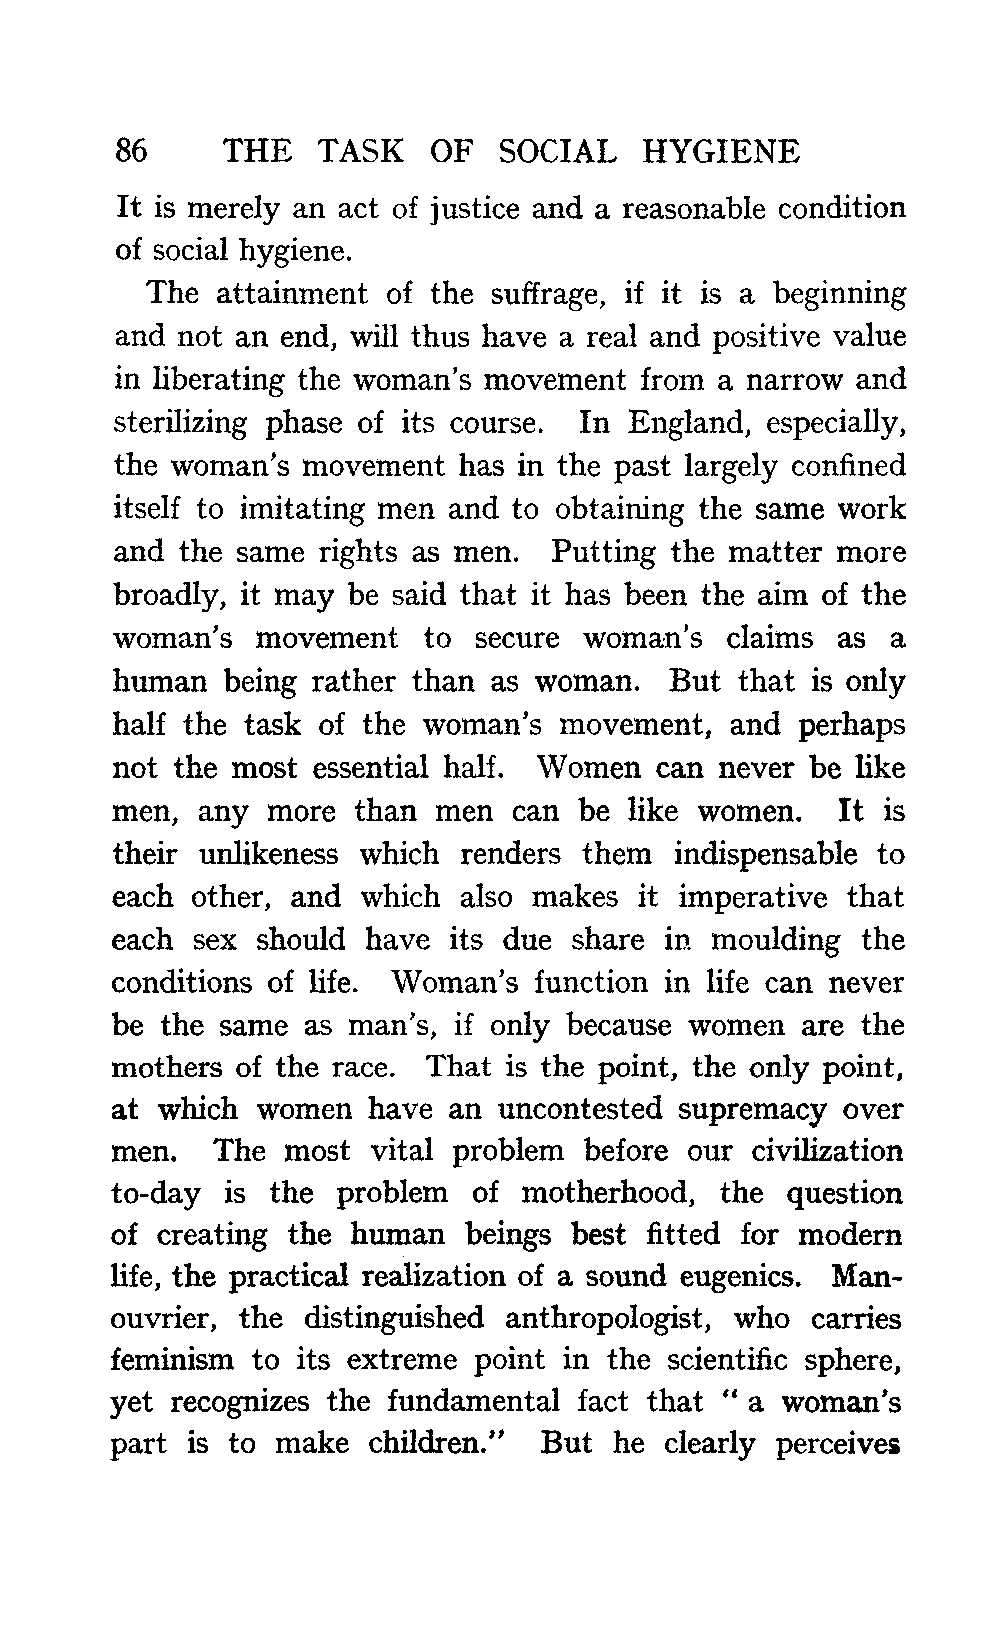 86 THE TASK OF SOCIAL HYGIENE
It is merely an act of justice and a reasonable condition
of social hygiene.
The attainment of the suffrage, if it is a beginning
and not an end, will thus have a real and positive value
in liberating the woman's movement from a narrow and
sterilizing phase of its course. In England, especially,
the woman's movement has in the past largely confined
itself to imitating men and to obtaining the same work
and the same rights as men. Putting the matter more
broadly, it may be said that it has been the aim of the
woman's movement to secure woman's claims as a
human being rather than as woman. But that is only
half the task of the woman's movement, and perhaps
not the most essential half. Women can never be like
men, any more than men can be like women. It is
their unlikeness which renders them indispensable to
each other, and which also makes it imperative that
each sex should have its due share in moulding the
conditions of life. Woman's function in life can never
be the same as man's, if only because women are the
mothers of the race. That is the point, the only point,
at which women have an uncontested supremacy over
men. The most vital problem before our civilization
to-day is the problem of motherhood, the question
of creating the human beings best fitted for modern
life, the practical realization of a sound eugenics. Man-
ouvrier, the distinguished anthropologist, who carries
feminism to its extreme point in the scientific sphere,
yet recognizes the fundamental fact that " a woman's
part is to make children." But he clearly perceives